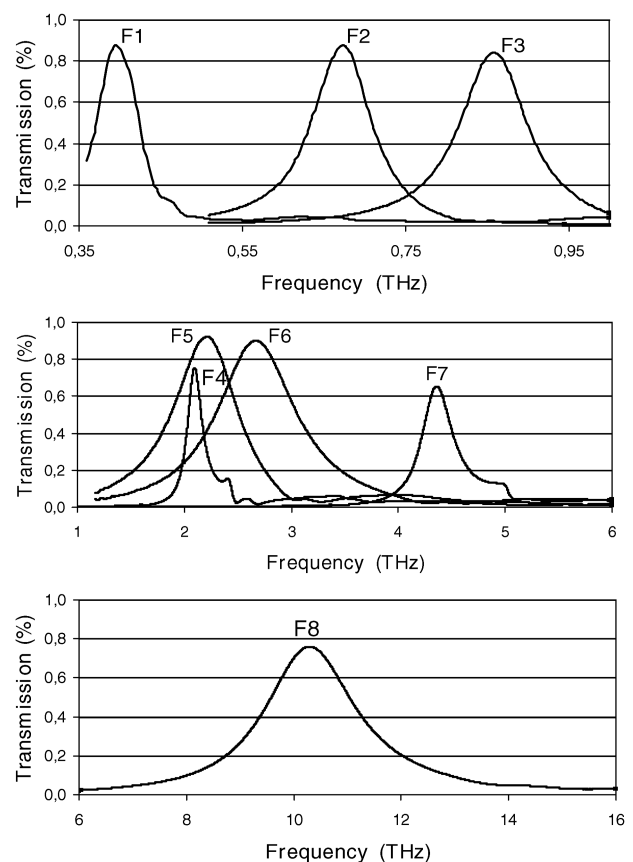 1,0
F1
F2
F3
0,8
0,6
0,4
0,2
0,0
Transmission (%)
0,35
0,55
0,75
0,95
Frequency (THz)
1,0
F5
F6
0,8
F4
F7
0,6
0,4
0,2
0,0
Transmission (%)
1
2
3
4
5
6
Frequency (THz)
1,0
F8
0,8
0,6
0,4
0,2
0,0
Transmission (%)
6
8
10
12
14
16
Frequency (THz)